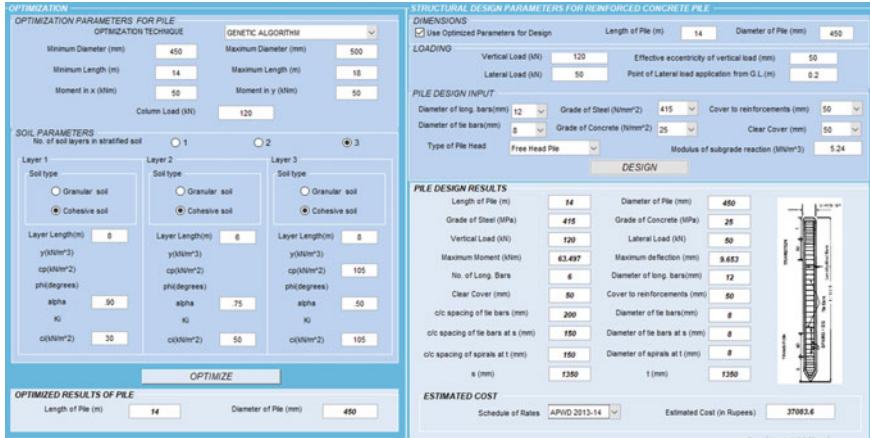 OPTIMIZATION
OPTIMIZATION PARAMETERS FOR PILE
OPTIMIZATION TECHNIQUE GENETIC ALGORITHM
Minimum Diameter (mm) 450 Maximum Diameter (mm) 500
Minimum Length (m) 14 Maximum Length (m) 18
Moment in x (kNm) 50 Moment in y (kNm) 50
Column Load (kN) 120
SOIL PARAMETERS
No. of soil layers in stratified soil 1 2 3
Layer 1 Layer 2 Layer 3
Soil type Soil type Soil type
Granular soil Granular soil Granular soil
Cohesive soil Cohesive soil Cohesive soil
Layer Length(m) 8 Layer Length(m) 6 Layer Length(m) 8
γ(kN/m^3) γ(kN/m^3) γ(kN/m^3)
cp(kN/m^2) cp(kN/m^2) cp(kN/m^2) 105
phi(degrees) phi(degrees) phi(degrees)
alpha .90 alpha .75 alpha .50
Ki Ki Ki
ci(kN/m^2) 30 ci(kN/m^2) 50 ci(kN/m^2) 105
OPTIMIZE
OPTIMIZED RESULTS OF PILE
Length of Pile (m) 14 Diameter of Pile (mm) 450
STRUCTURAL DESIGN PARAMETERS FOR REINFORCED CONCRETE PILE
DIMENSIONS
Use Optimized Parameters for Design Length of Pile (m) 14 Diameter of Pile (mm) 450
LOADING
Vertical Load (kN) 120 Effective eccentricity of vertical load (mm) 50
Lateral Load (kN) 50 Point of Lateral load application from G.L.(m) 0.2
PILE DESIGN INPUT
Diameter of long. bars(mm) 12 Grade of Steel (N/mm^2) 415 Cover to reinforcements (mm) 50
Diameter of tie bars(mm) 8 Grade of Concrete (N/mm^2) 25 Clear Cover (mm) 50
Type of Pile Head Free Head Pile Modulus of subgrade reaction (MN/m^3) 5.24
DESIGN
PILE DESIGN RESULTS
Length of Pile (m) 14 Diameter of Pile (mm) 450
Grade of Steel (MPa) 415 Grade of Concrete (MPa) 25
Vertical Load (kN) 120 Lateral Load (kN) 50
Maximum Moment (kNm) 63.497 Maximum deflection (mm) 9.653
No. of Long. Bars 6 Diameter of long. bars(mm) 12
Clear Cover (mm) 50 Cover to reinforcements (mm) 50
c/c spacing of tie bars (mm) 200 Diameter of tie bars(mm) 8
c/c spacing of tie bars at s (mm) 150 Diameter of tie bars at s (mm) 8
c/c spacing of spirals at t (mm) 150 Diameter of spirals at t (mm) 8
s (mm) 1350 t (mm) 1350
TRANSITION
TRANSITION
ESTIMATED COST
Schedule of Rates APWD 2013-14 Estimated Cost (in Rupees) 37083.6